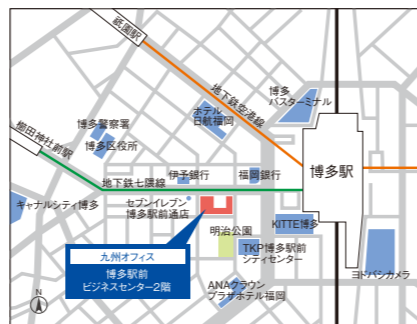 祇園駅
地下鉄空港線
博多
バスターミナル
ホテル
日航福岡
博多警察署
博多区役所
櫛田神社前駅
博多駅
伊予銀行
福岡銀行
地下鉄七隈線
キャナルシティ博多
セブンイレブン
博多駅前通店
KITTE博多
明治公園
九州オフィス
博多駅前
ビジネスセンター2階
TKP博多駅前
シティセンター
ヨドバシカメラ
ANAクラウン
プラザホテル福岡
N